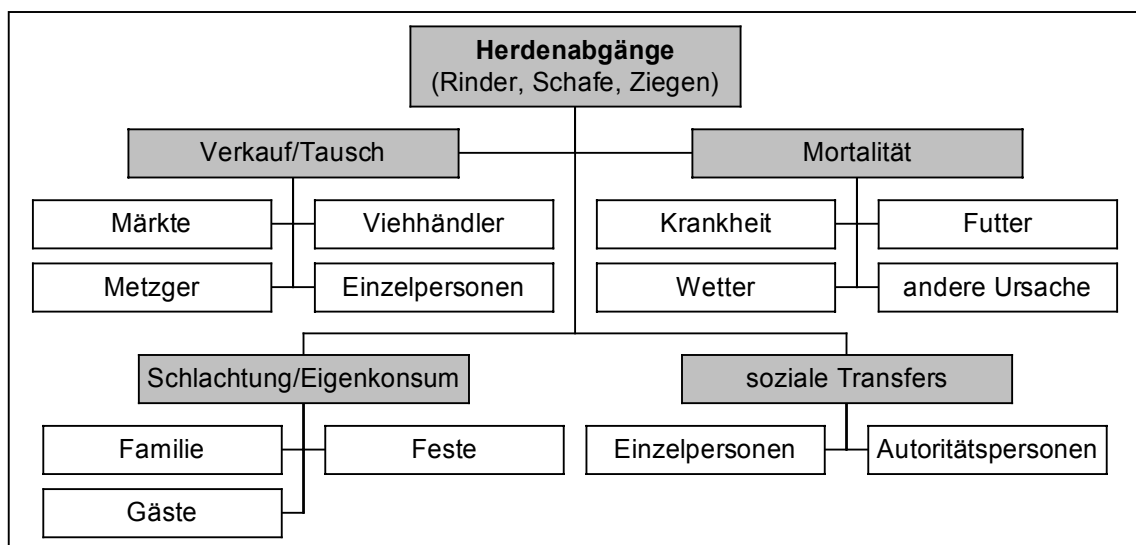 Herdenabgänge
(Rinder, Schafe, Ziegen)
Verkauf/Tausch
Mortalität
Märkte
Viehhändler
Krankheit
Futter
Metzger
Einzelpersonen
Wetter
andere Ursache
Schlachtung/Eigenkonsum
soziale Transfers
Familie
Feste
Einzelpersonen
Autoritätspersonen
Gäste